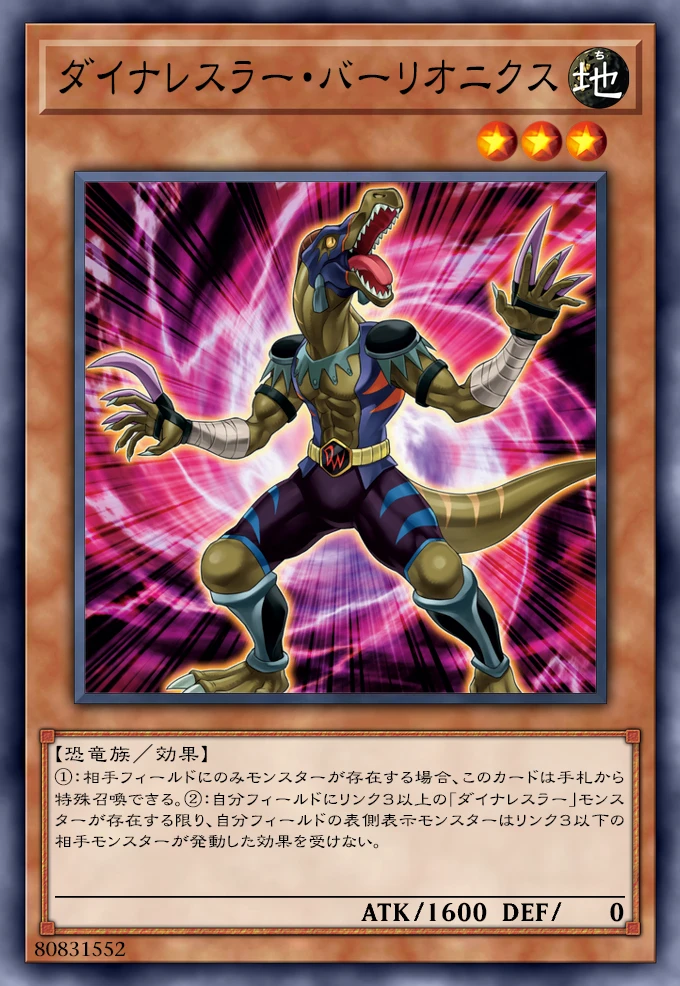 ダイナレスラー・バーリオニクス
地
ち
DW
【恐竜族／効果】
①：相手フィールドにのみモンスターが存在する場合、このカードは手札から
特殊召喚できる。②：自分フィールドにリンク３以上の「ダイナレスラー」モンス
ターが存在する限り、自分フィールドの表側表示モンスターはリンク３以下の
相手モンスターが発動した効果を受けない。
ATK/1600 DEF/ 0
80831552